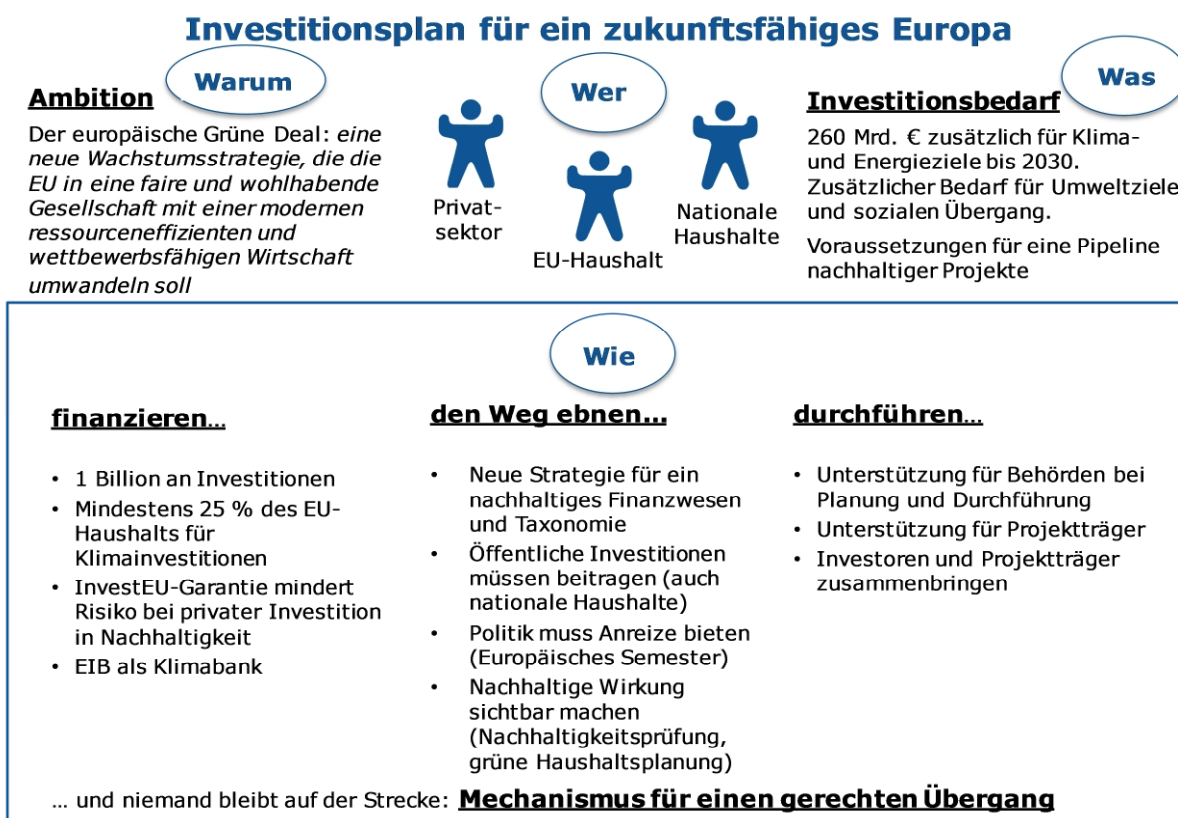 Investitionsplan für ein zukunftsfähiges Europa
Warum
Ambition
Der europäische Grüne Deal: eine
neue Wachstumsstrategie, die die
EU in eine faire und wohlhabende
Gesellschaft mit einer modernen
ressourceneffizienten und
wettbewerbsfähigen Wirtschaft
umwandeln soll
Wer
Privat-
sektor
EU-Haushalt
Nationale
Haushalte
Was
Investitionsbedarf
260 Mrd. € zusätzlich für Klima-
und Energieziele bis 2030.
Zusätzlicher Bedarf für Umweltziele
und sozialen Übergang.
Voraussetzungen für eine Pipeline
nachhaltiger Projekte
Wie
finanzieren...
• 1 Billion an Investitionen
• Mindestens 25 % des EU-
Haushalts für
Klimainvestitionen
• InvestEU-Garantie mindert
Risiko bei privater Investition
in Nachhaltigkeit
• EIB als Klimabank
den Weg ebnen...
• Neue Strategie für ein
nachhaltiges Finanzwesen
und Taxonomie
• Öffentliche Investitionen
müssen beitragen (auch
nationale Haushalte)
• Politik muss Anreize bieten
(Europäisches Semester)
• Nachhaltige Wirkung
sichtbar machen
(Nachhaltigkeitsprüfung,
grüne Haushaltsplanung)
durchführen...
• Unterstützung für Behörden bei
Planung und Durchführung
• Unterstützung für Projektträger
• Investoren und Projektträger
zusammenbringen
... und niemand bleibt auf der Strecke: Mechanismus für einen gerechten Übergang